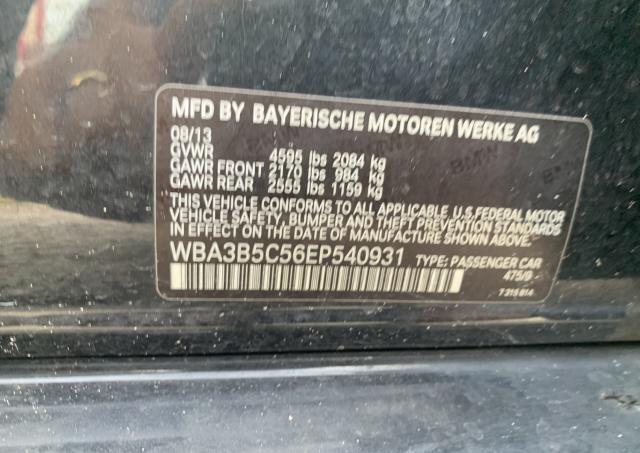 MFD BY BAYERISCHE MOTOREN WERKE AG
08/13
GVWR 4595 lbs 2084 kg
GAWR FRONT 2170 lbs 984 kg
GAWR REAR 2555 lbs 1159 kg
THIS VEHICLE CONFORMS TO ALL APPLICABLE U.S. FEDERAL MOTOR
VEHICLE SAFETY, BUMPER AND THEFT PREVENTION STANDARDS
IN EFFECT ON THE DATE OF MANUFACTURE SHOWN ABOVE.
WBA3B5C56EP540931 TYPE: PASSENGER CAR
475/9
7 315 814